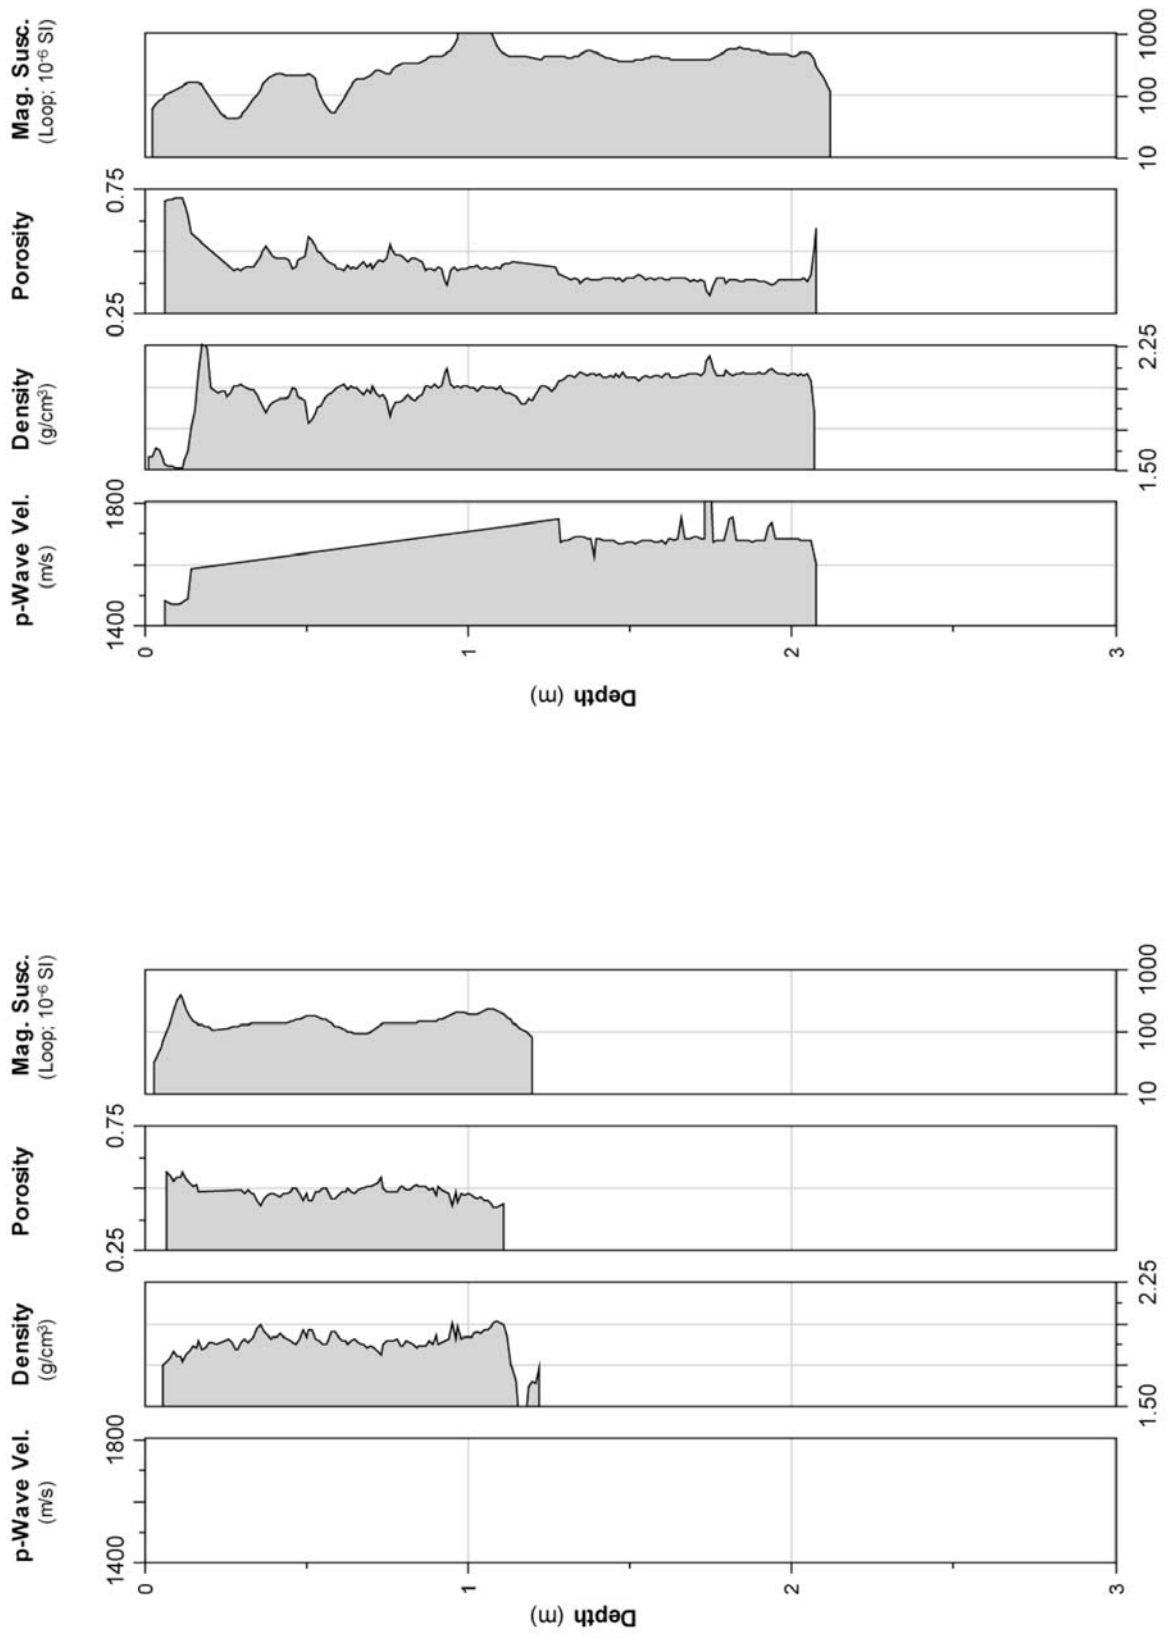 p-Wave Vel.
(m/s)
Density
(g/cm³)
Porosity
Mag. Susc.
(Loop; 10⁻⁶ SI)
1400 1800
0.25 0.75
0
1
2
3
Depth (m)
1.50 2.25
10 100 1000
p-Wave Vel.
(m/s)
Density
(g/cm³)
Porosity
Mag. Susc.
(Loop; 10⁻⁶ SI)
1400 1800
0.25 0.75
0
1
2
3
Depth (m)
1.50 2.25
10 100 1000